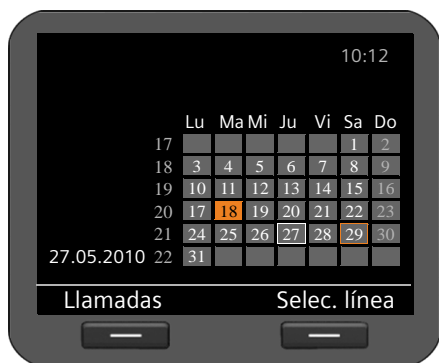 10:12
Lu Ma Mi Ju Vi Sa Do
17 1 2
18 3 4 5 6 7 8 9
19 10 11 12 13 14 15 16
20 17 18 19 20 21 22 23
21 24 25 26 27 28 29 30
27.05.2010 22 31
Llamadas Selec. línea